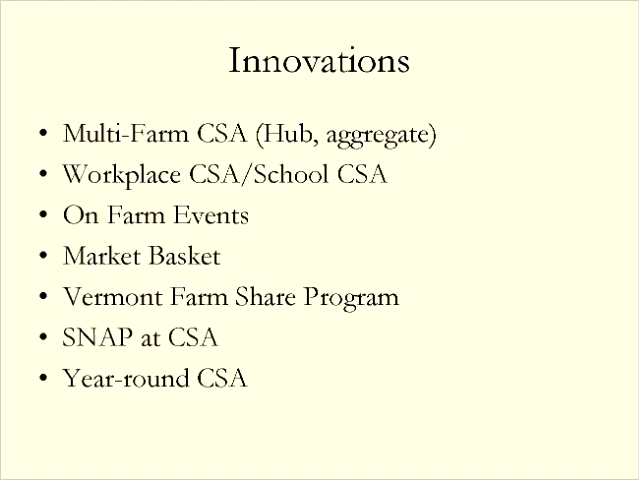 Innovations
• Multi-Farm CSA (Hub, aggregate)
• Workplace CSA/School CSA
• On Farm Events
• Market Basket
• Vermont Farm Share Program
• SNAP at CSA
• Year-round CSA